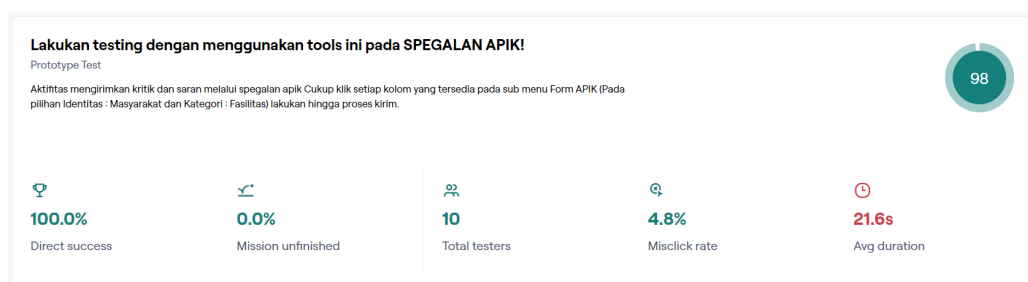 Lakukan testing dengan menggunakan tools ini pada SPEGALAN APIK!
Prototype Test
Aktifitas mengirimkan kritik dan saran melalui spegalan apik Cukup klik setiap kolom yang tersedia pada sub menu Form APIK (Pada
pilihan Identitas : Masyarakat dan Kategori : Fasilitas) lakukan hingga proses kirim.
98
100.0%
Direct success
0.0%
Mission unfinished
10
Total testers
4.8%
Misclick rate
21.6s
Avg duration